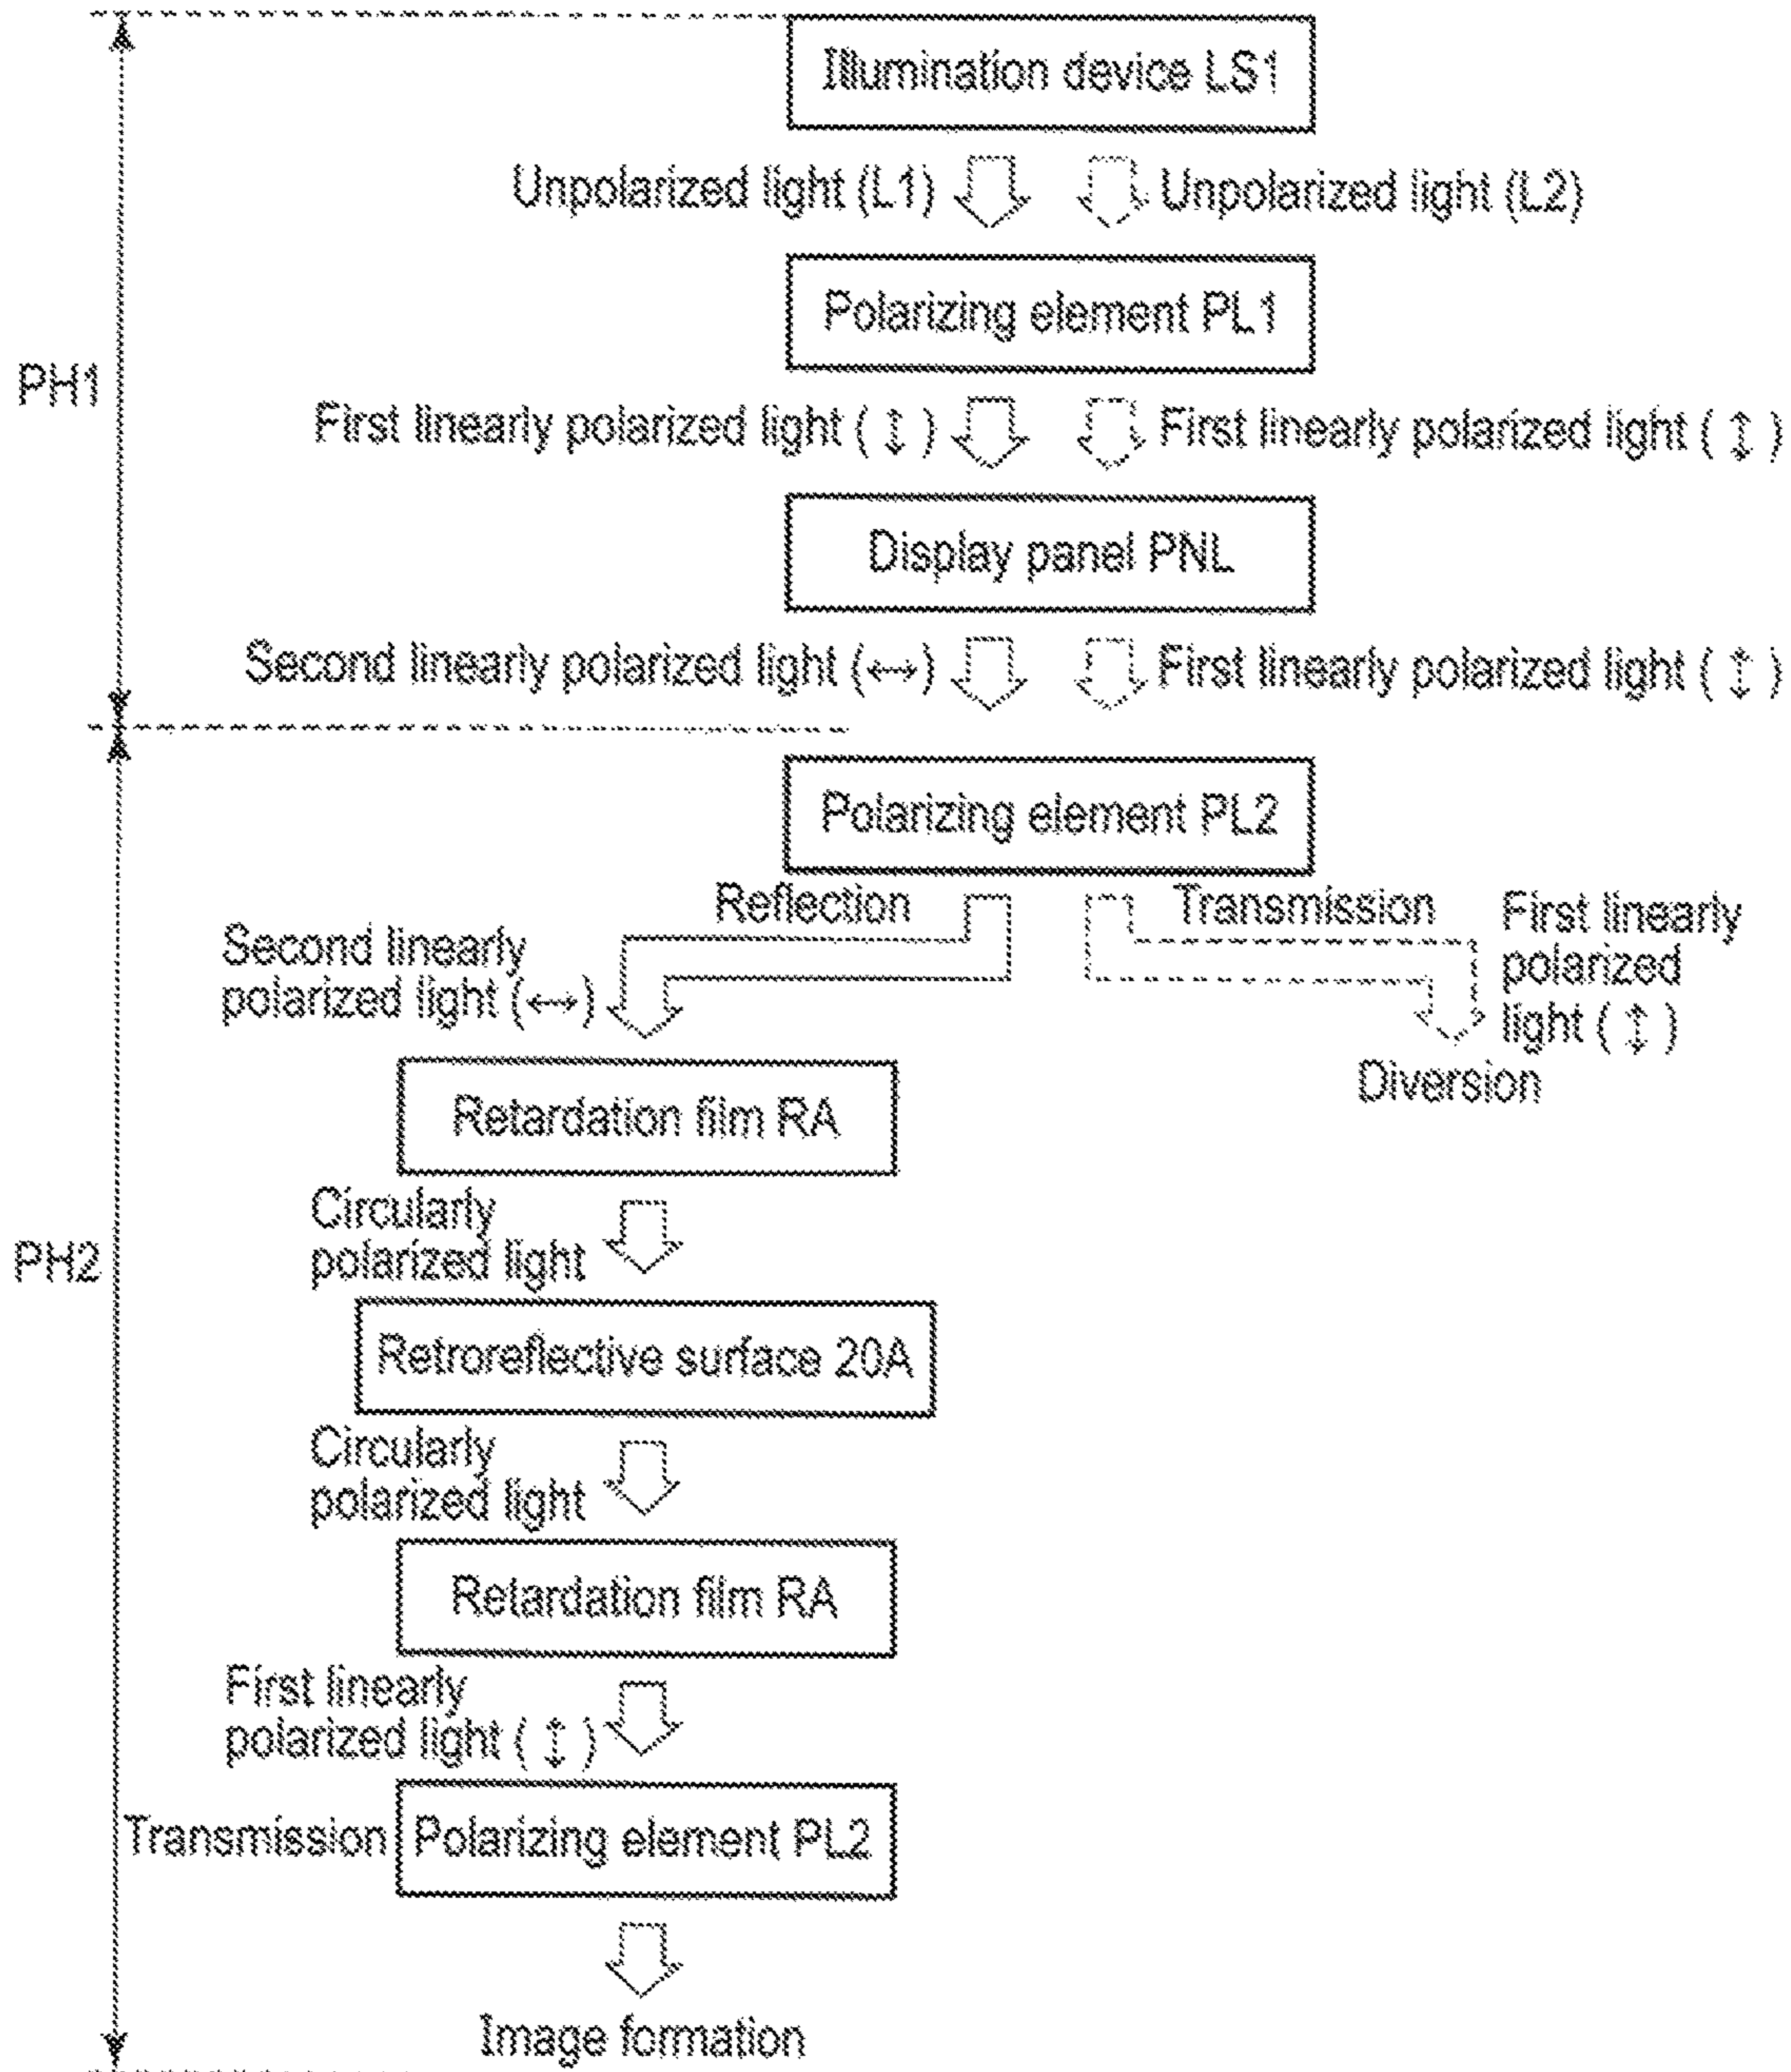 Illumination device LS1
Unpolarized light (L1) Unpolarized light (L2)
Polarizing element PL1
PH1
First linearly polarized light ( ↕ ) First linearly polarized light ( ↕ )
Display panel PNL
Second linearly polarized light (↔) First linearly polarized light ( ↕ )
Polarizing element PL2
Reflection Transmission
First linearly
polarized
light ( ↕ )
Second linearly
polarized light (↔)
Diversion
Retardation film RA
Circularly
polarized light
PH2
Retroreflective surface 20A
Circularly
polarized light
Retardation film RA
First linearly
polarized light ( ↕ )
Transmission Polarizing element PL2
Image formation